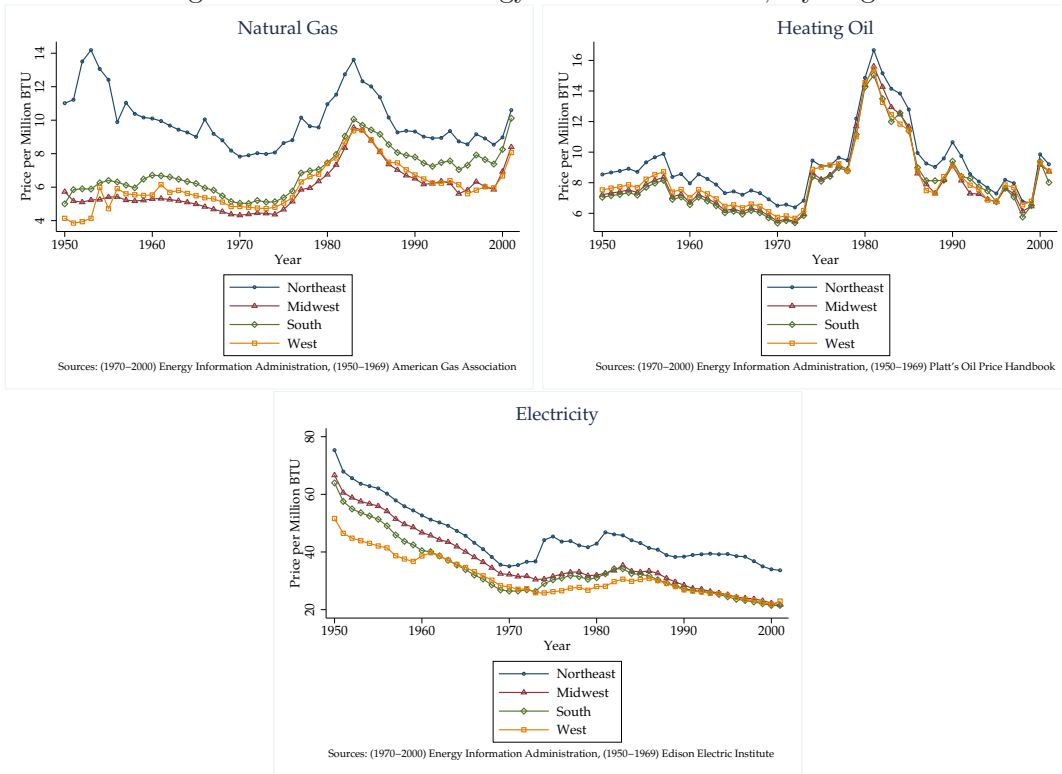 Natural Gas
Price per Million BTU
14
12
10
8
6
4
1950 1960 1970 1980 1990 2000
Year
Northeast
Midwest
South
West
Sources: (1970–2000) Energy Information Administration, (1950–1969) American Gas Association
Heating Oil
Price per Million BTU
16
14
12
10
8
6
1950 1960 1970 1980 1990 2000
Year
Northeast
Midwest
South
West
Sources: (1970–2000) Energy Information Administration, (1950–1969) Platt's Oil Price Handbook
Electricity
Price per Million BTU
80
60
40
20
1950 1960 1970 1980 1990 2000
Year
Northeast
Midwest
South
West
Sources: (1970–2000) Energy Information Administration, (1950–1969) Edison Electric Institute